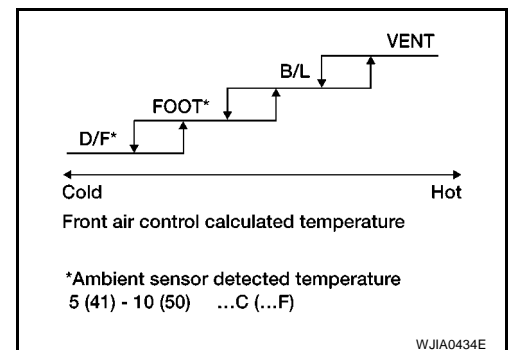 VENT
B/L
FOOT*
D/F*
Cold Hot
Front air control calculated temperature
*Ambient sensor detected temperature
5 (41) - 10 (50) ...C (...F)
WJIA0434E